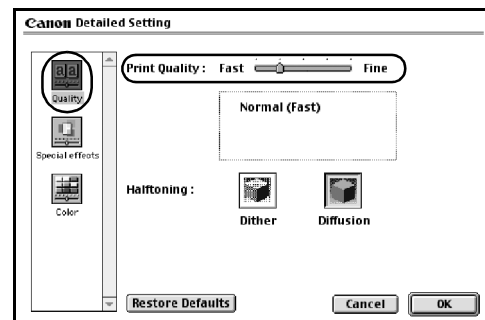 Canon Detailed Setting
Quality
Special effects
Color
Print Quality : Fast Fine
Normal (Fast)
Halftoning :
Dither Diffusion
Restore Defaults Cancel OK